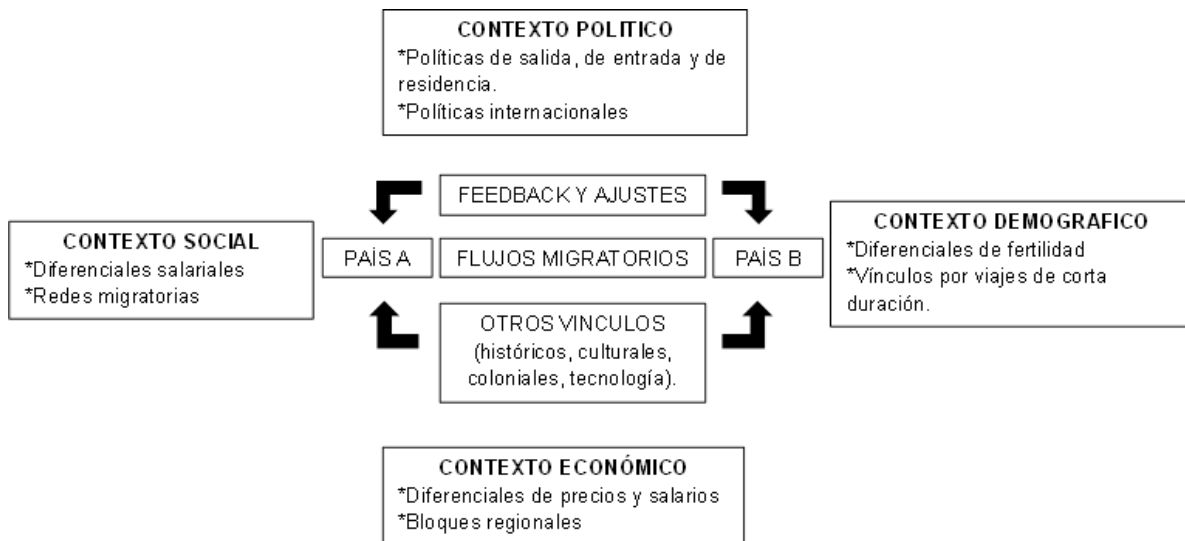 CONTEXTO POLITICO
*Políticas de salida, de entrada y de
residencia.
*Políticas internacionales
FEEDBACK Y AJUSTES
CONTEXTO SOCIAL
*Diferenciales salariales
*Redes migratorias
PAÍS A
FLUJOS MIGRATORIOS
PAÍS B
CONTEXTO DEMOGRAFICO
*Diferenciales de fertilidad
*Vínculos por viajes de corta
duración.
OTROS VINCULOS
(históricos, culturales,
coloniales, tecnología).
CONTEXTO ECONÓMICO
*Diferenciales de precios y salarios
*Bloques regionales